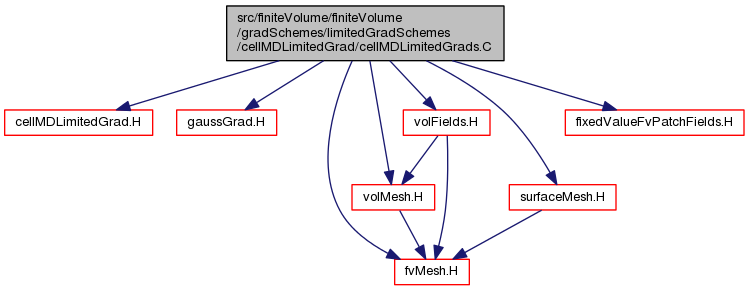 src/finiteVolume/finiteVolume
/gradSchemes/limitedGradSchemes
/cellMDLimitedGrad/cellMDLimitedGrads.C
cellMDLimitedGrad.H
gaussGrad.H
volFields.H
fixedValueFvPatchFields.H
volMesh.H
surfaceMesh.H
fvMesh.H